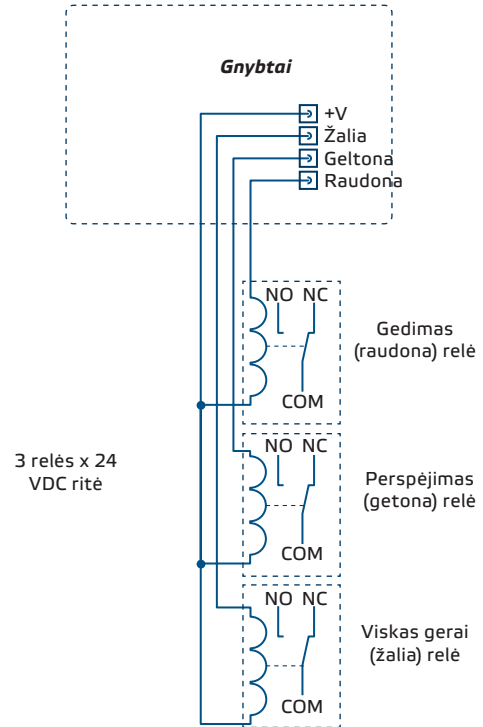 Gnybtai
+V
Žalia
Geltona
Raudona
NO NC
COM
Gedimas
(raudona) relė
3 relės x 24
VDC ritė
NO NC
COM
Perspėjimas
(getona) relė
NO NC
COM
Viskas gerai
(žalia) relė